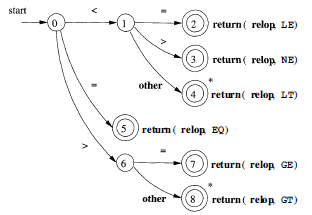 start
0 < 1 = 2 return( relop, LE)
> 3 return( relop, NE)
other 4 * return( relop, LT)
= 5 return( relop, EQ)
> 6 = 7 return( relop, GE)
other 8 * return( relop, GT)